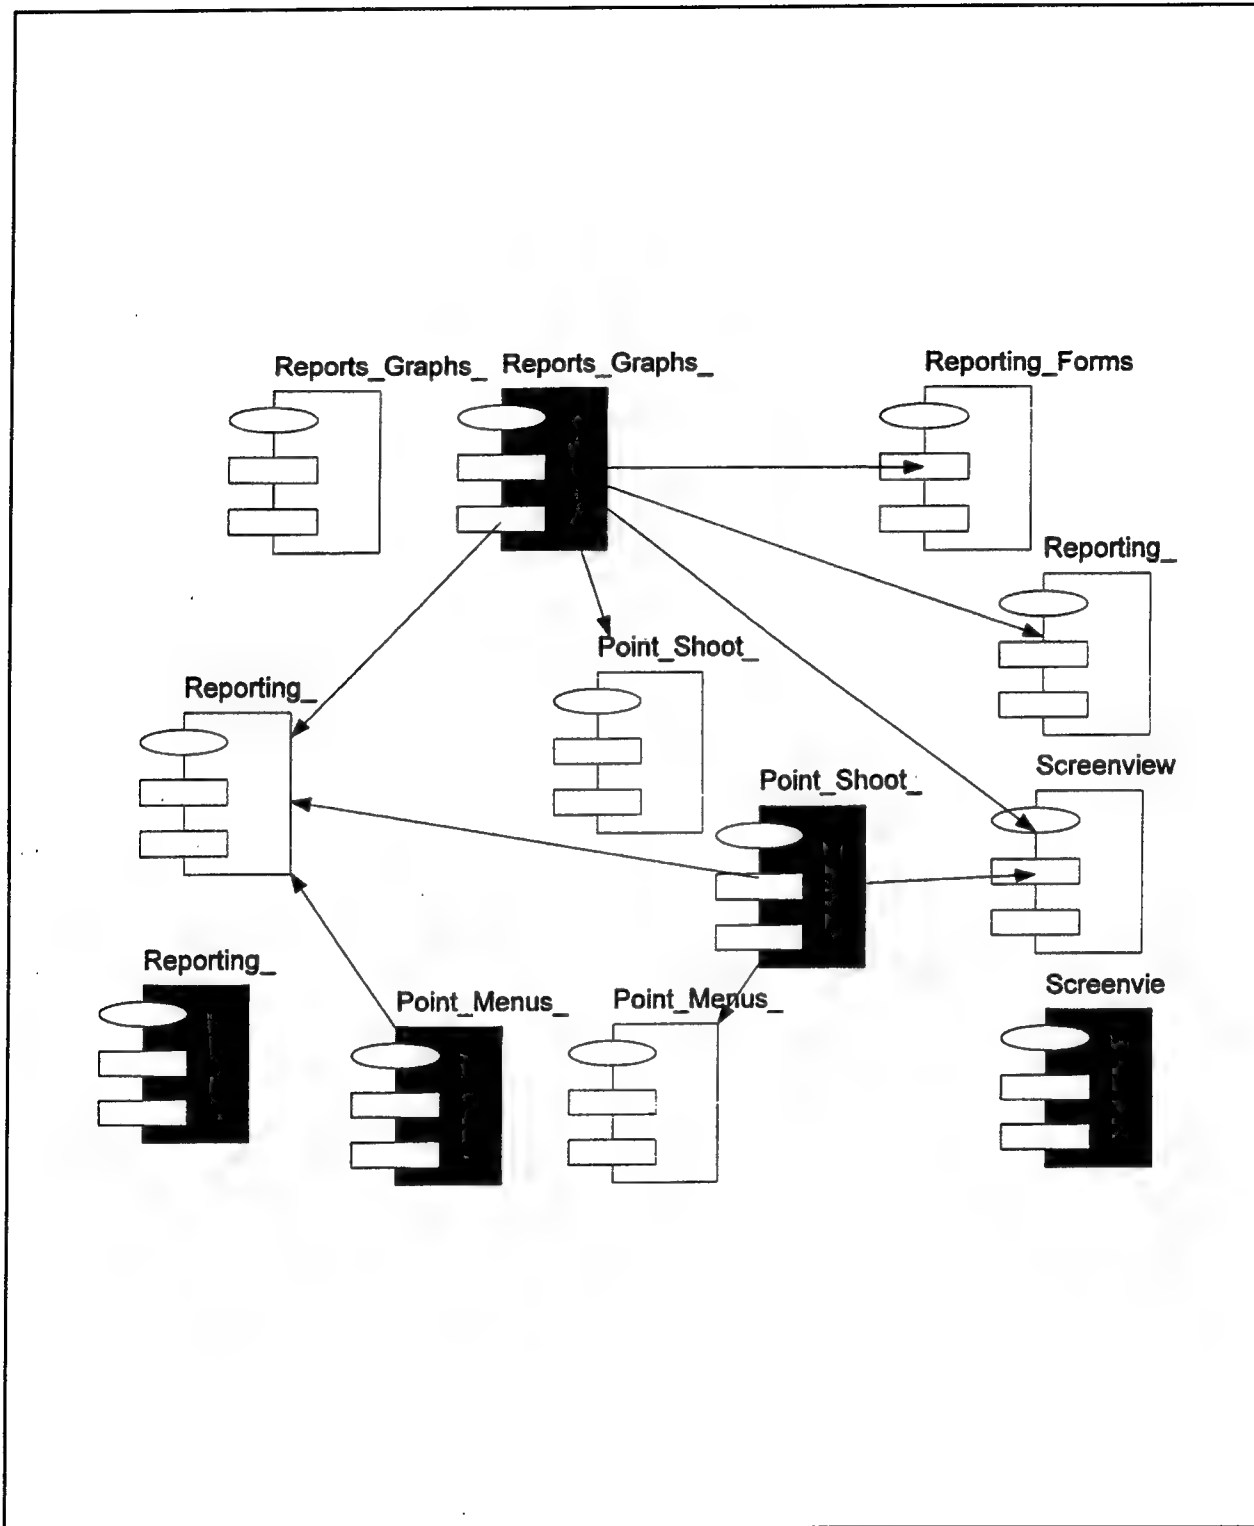 Reports_Graphs_
Reports_Graphs_
Reporting_Forms
Reporting_
Point_Shoot_
Reporting_
Screenview
Point_Shoot_
Reporting_
Screenvie
Point_Menus_
Point_Menus_